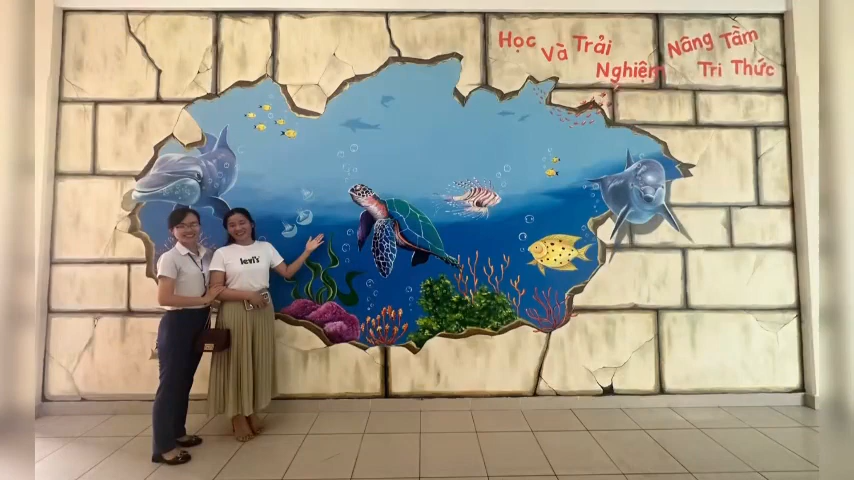 Học Và Trải Nghiệm
Nâng Tầm Tri Thức
Levi's